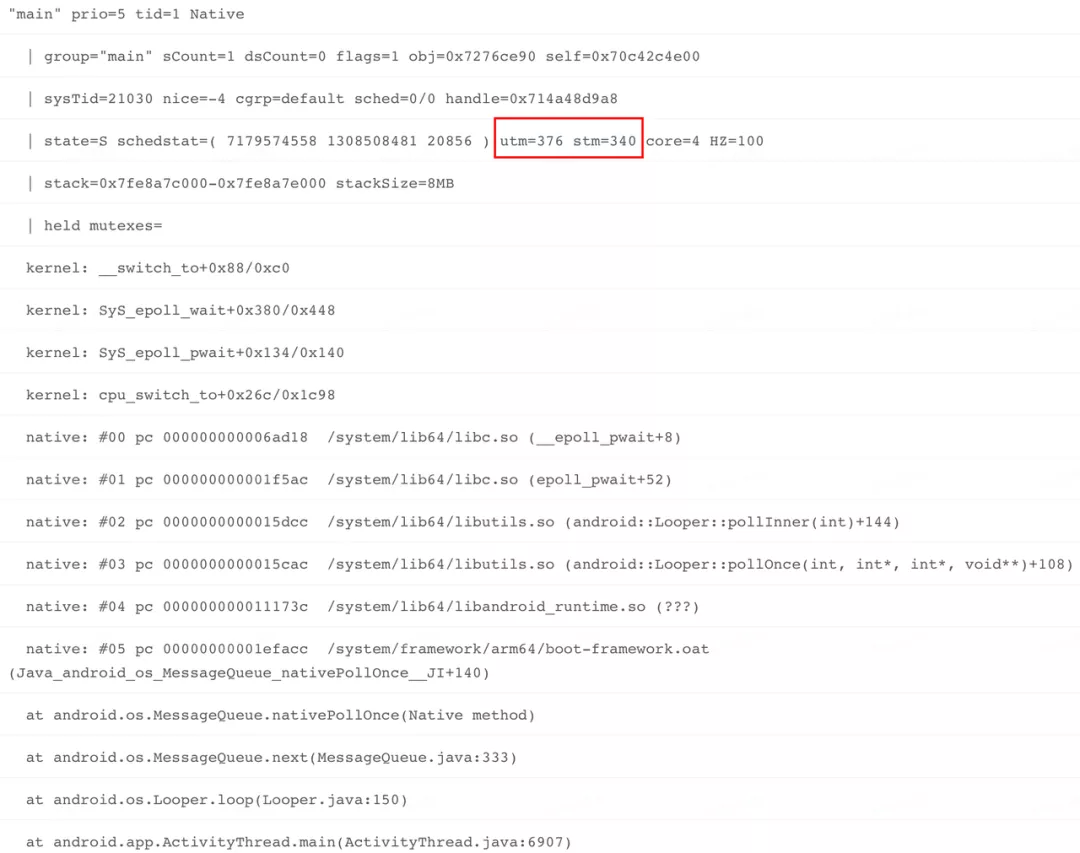 "main" prio=5 tid=1 Native
| group="main" sCount=1 dsCount=0 flags=1 obj=0x7276ce90 self=0x70c42c4e00
| sysTid=21030 nice=-4 cgrp=default sched=0/0 handle=0x714a48d9a8
| state=S schedstat=( 7179574558 1308508481 20856 ) utm=376 stm=340 core=4 HZ=100
| stack=0x7fe8a7c000-0x7fe8a7e000 stackSize=8MB
| held mutexes=
kernel: __switch_to+0x88/0xc0
kernel: SyS_epoll_wait+0x380/0x448
kernel: SyS_epoll_pwait+0x134/0x140
kernel: cpu_switch_to+0x26c/0x1c98
native: #00 pc 000000000006ad18  /system/lib64/libc.so (__epoll_pwait+8)
native: #01 pc 000000000001f5ac  /system/lib64/libc.so (epoll_pwait+52)
native: #02 pc 0000000000015dcc  /system/lib64/libutils.so (android::Looper::pollInner(int)+144)
native: #03 pc 0000000000015cac  /system/lib64/libutils.so (android::Looper::pollOnce(int, int*, int*, void**)+108)
native: #04 pc 000000000011173c  /system/lib64/libandroid_runtime.so (???)
native: #05 pc 00000000001efacc  /system/framework/arm64/boot-framework.oat
(Java_android_os_MessageQueue_nativePollOnce__JI+140)
at android.os.MessageQueue.nativePollOnce(Native method)
at android.os.MessageQueue.next(MessageQueue.java:333)
at android.os.Looper.loop(Looper.java:150)
at android.app.ActivityThread.main(ActivityThread.java:6907)